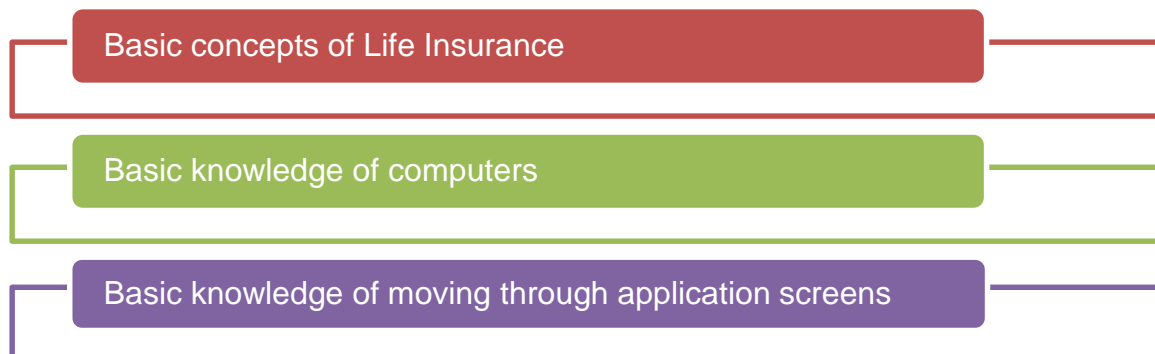 Basic concepts of Life Insurance
Basic knowledge of computers
Basic knowledge of moving through application screens